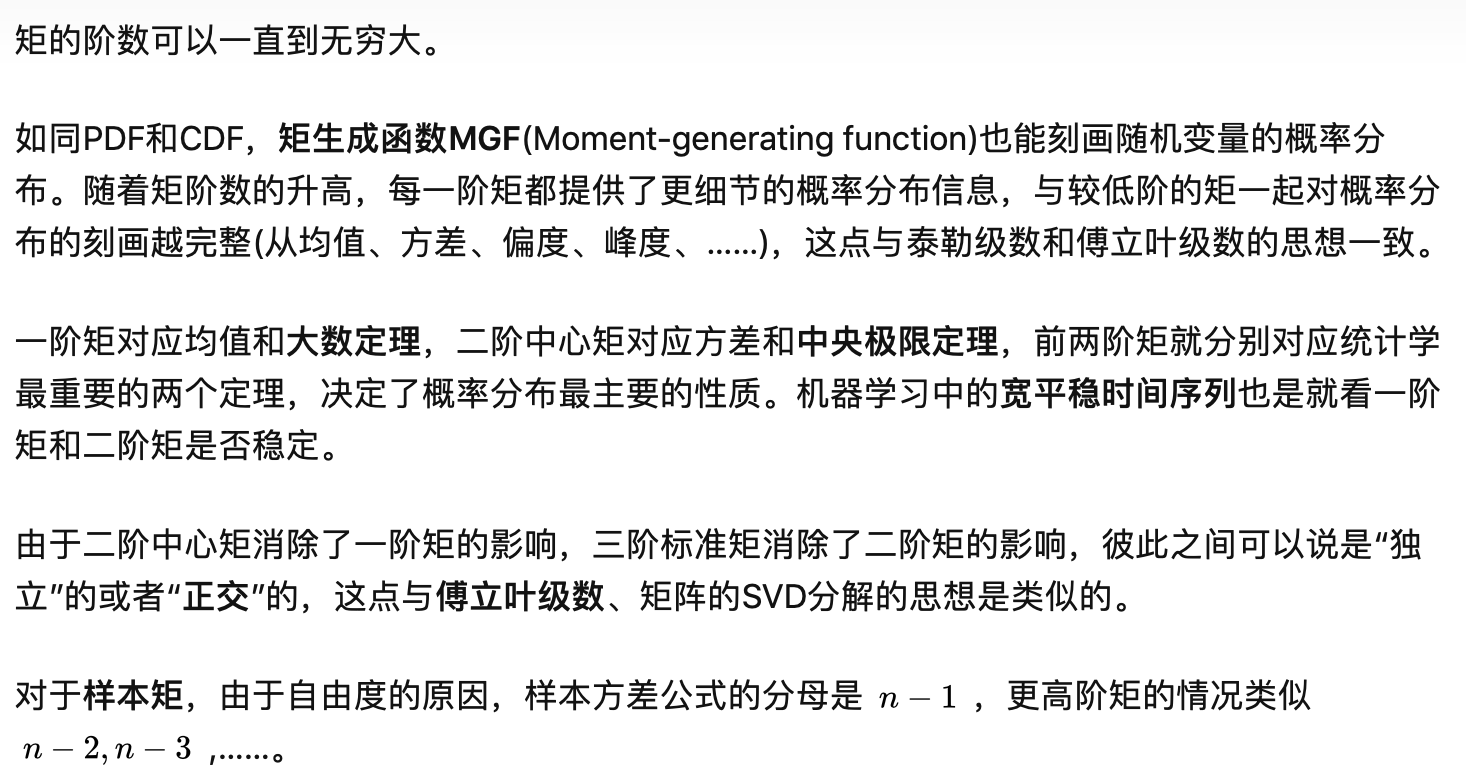 矩的阶数可以一直到无穷大。
如同PDF和CDF，矩生成函数MGF(Moment-generating function)也能刻画随机变量的概率分
布。随着矩阶数的升高，每一阶矩都提供了更细节的概率分布信息，与较低阶的矩一起对概率分
布的刻画越完整(从均值、方差、偏度、峰度、……)，这点与泰勒级数和傅立叶级数的思想一致。
一阶矩对应均值和大数定理，二阶中心矩对应方差和中央极限定理，前两阶矩就分别对应统计学
最重要的两个定理，决定了概率分布最主要的性质。机器学习中的宽平稳时间序列也是就看一阶
矩和二阶矩是否稳定。
由于二阶中心矩消除了一阶矩的影响，三阶标准矩消除了二阶矩的影响，彼此之间可以说是“独
立”的或者“正交”的，这点与傅立叶级数、矩阵的SVD分解的思想是类似的。
对于样本矩，由于自由度的原因，样本方差公式的分母是 n − 1 ，更高阶矩的情况类似
n − 2, n − 3 ,……。